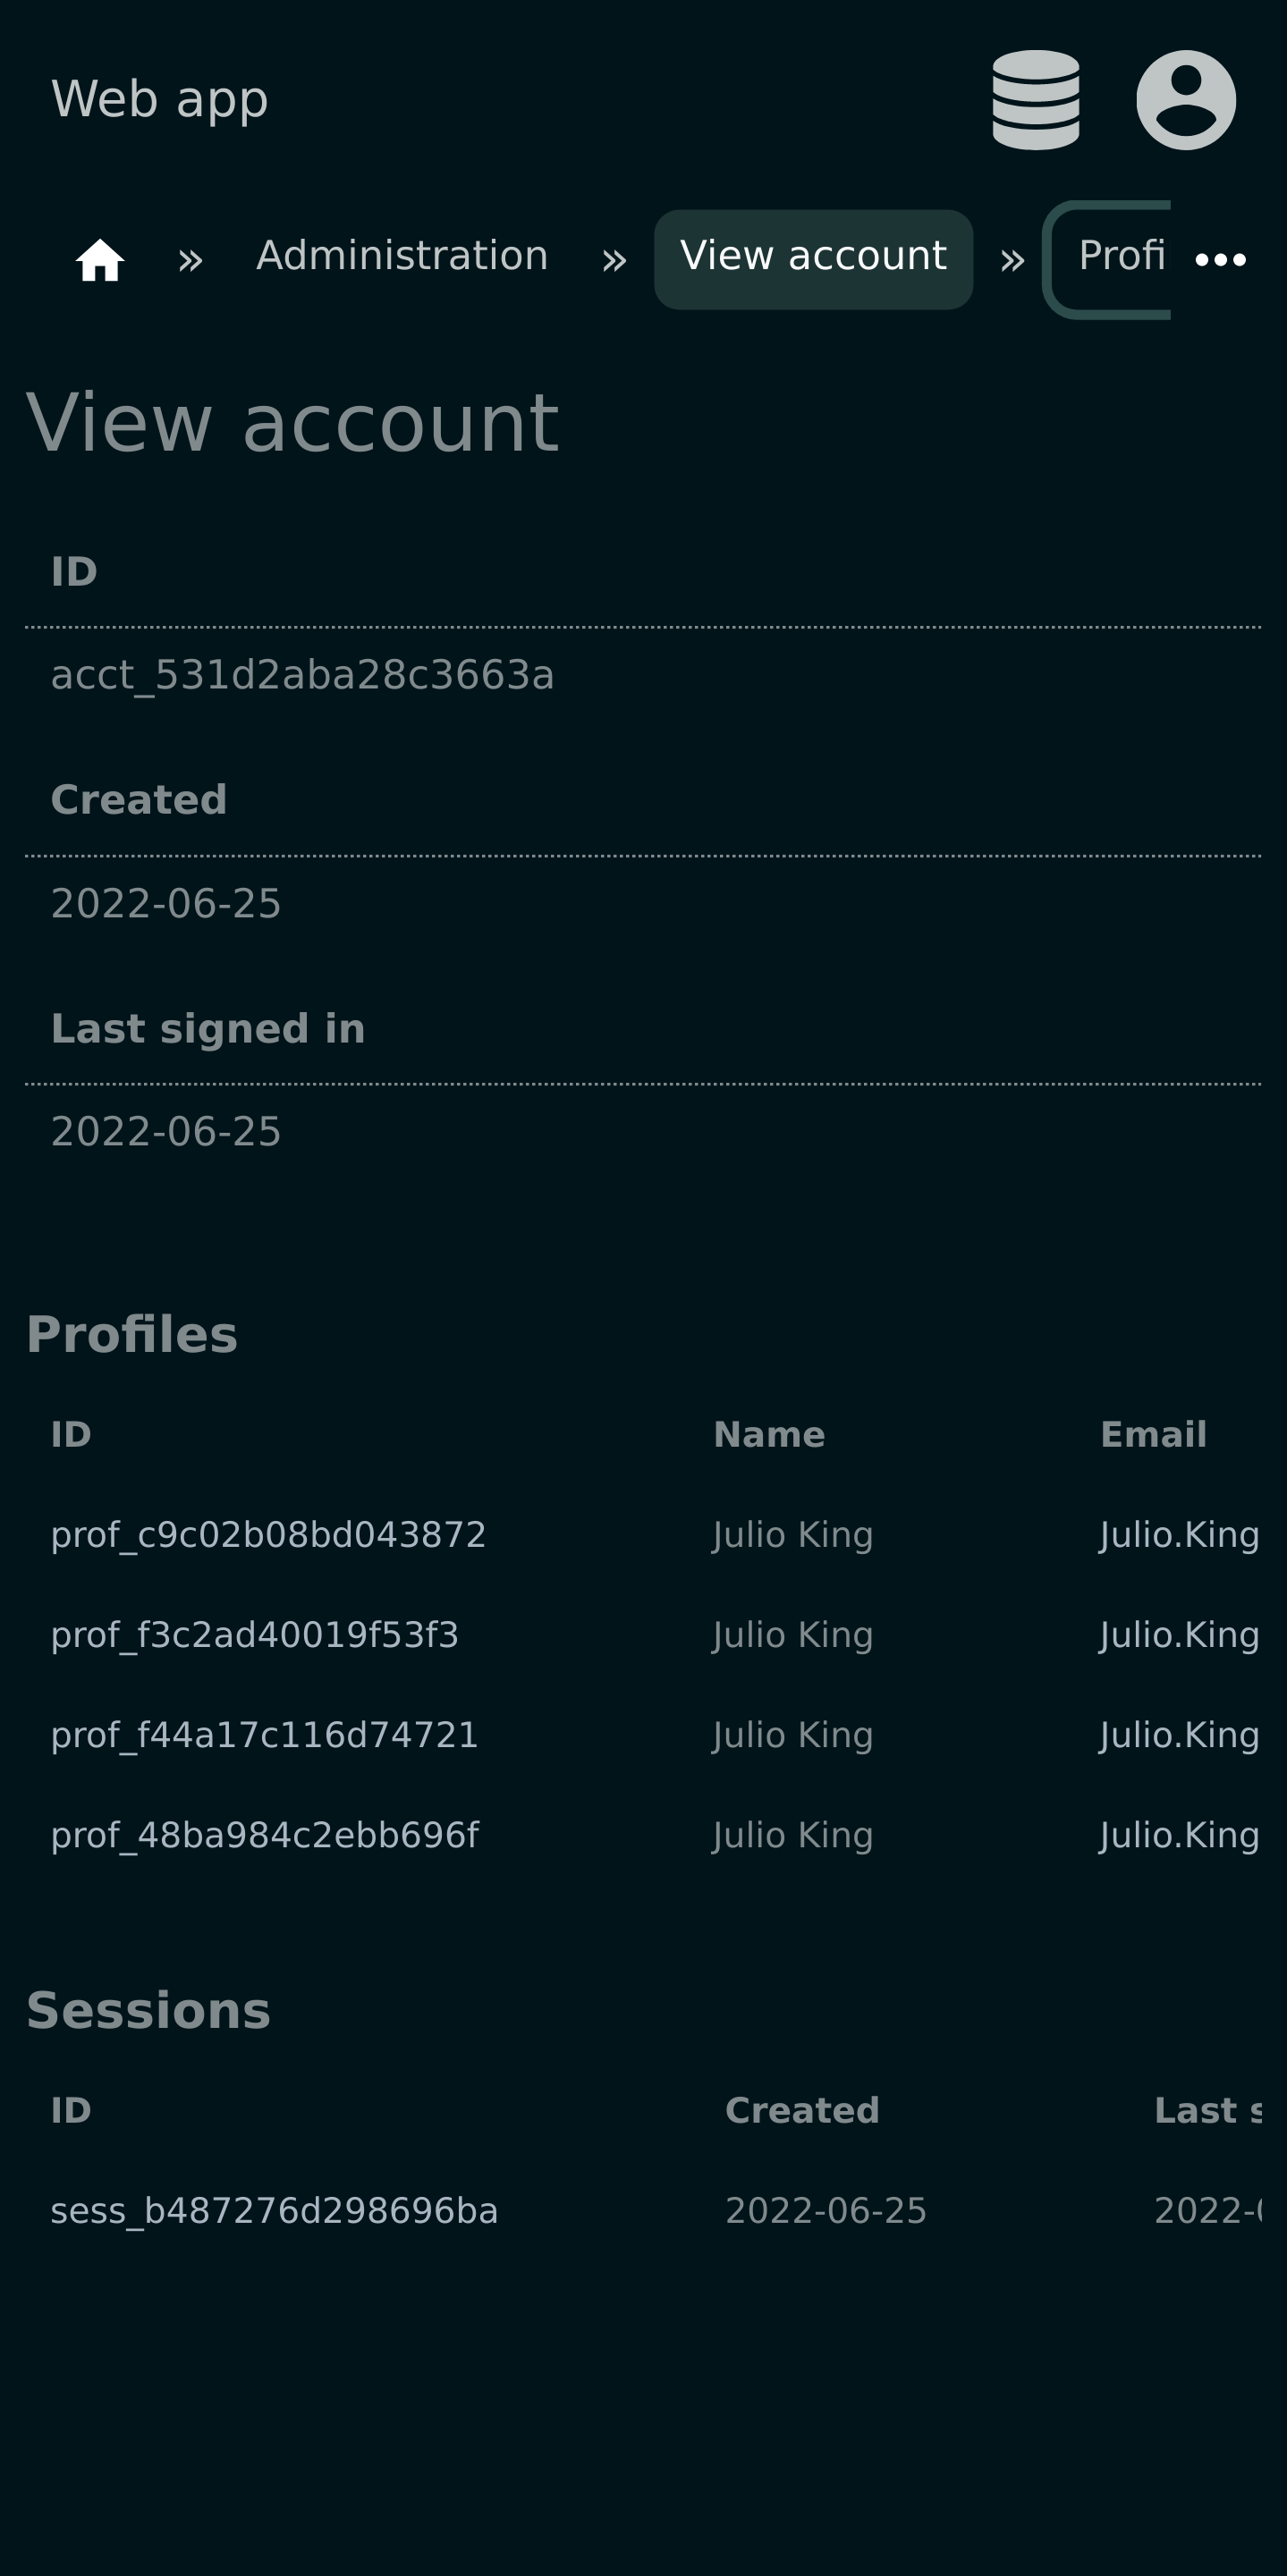 Web app
» Administration » View account » Profi
View account
ID
acct_531d2aba28c3663a
Created
2022-06-25
Last signed in
2022-06-25
Profiles
ID Name Email
prof_c9c02b08bd043872 Julio King Julio.King
prof_f3c2ad40019f53f3 Julio King Julio.King
prof_f44a17c116d74721 Julio King Julio.King
prof_48ba984c2ebb696f Julio King Julio.King
Sessions
ID Created Last s
sess_b487276d298696ba 2022-06-25 2022-0